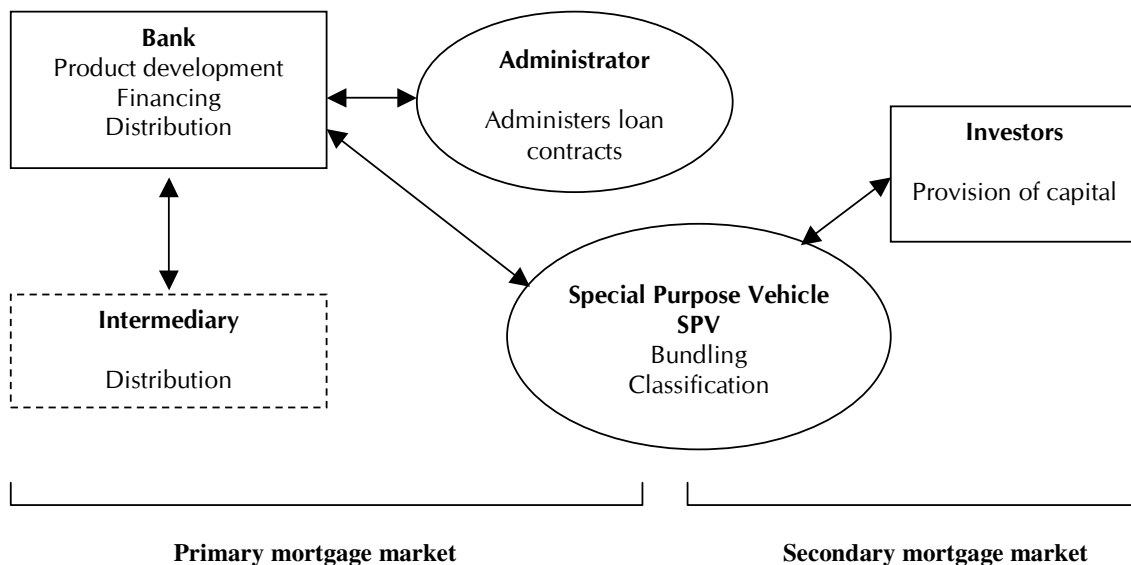 Bank
Product development
Financing
Distribution
Administrator
Administers loan
contracts
Investors
Provision of capital
Intermediary
Distribution
Special Purpose Vehicle
SPV
Bundling
Classification
Primary mortgage market
Secondary mortgage market